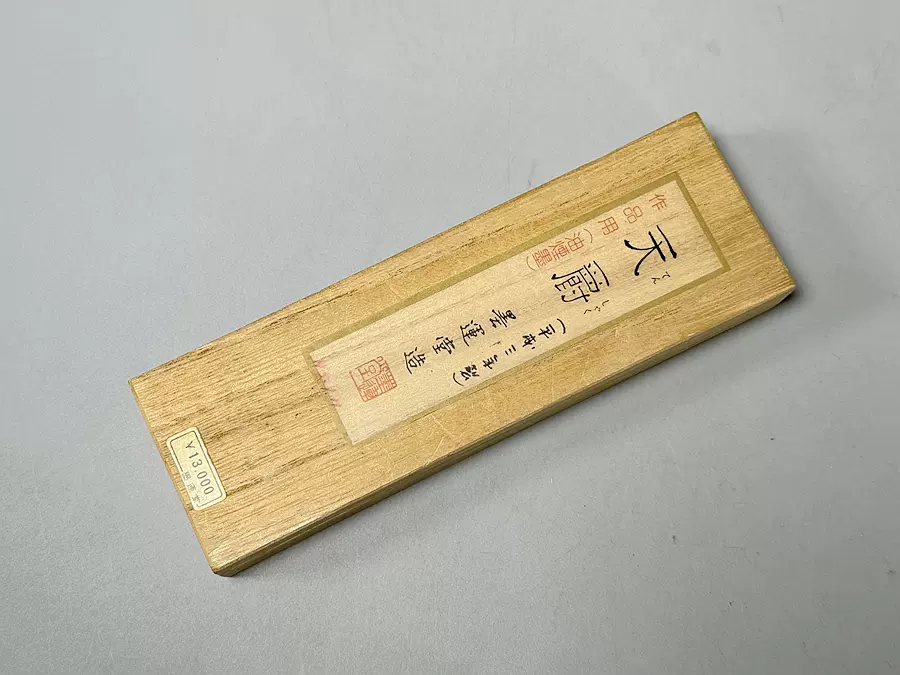 作品用(油煙墨)
天爵
てんしゃく
(平成三年製)
墨運堂造
¥13,000